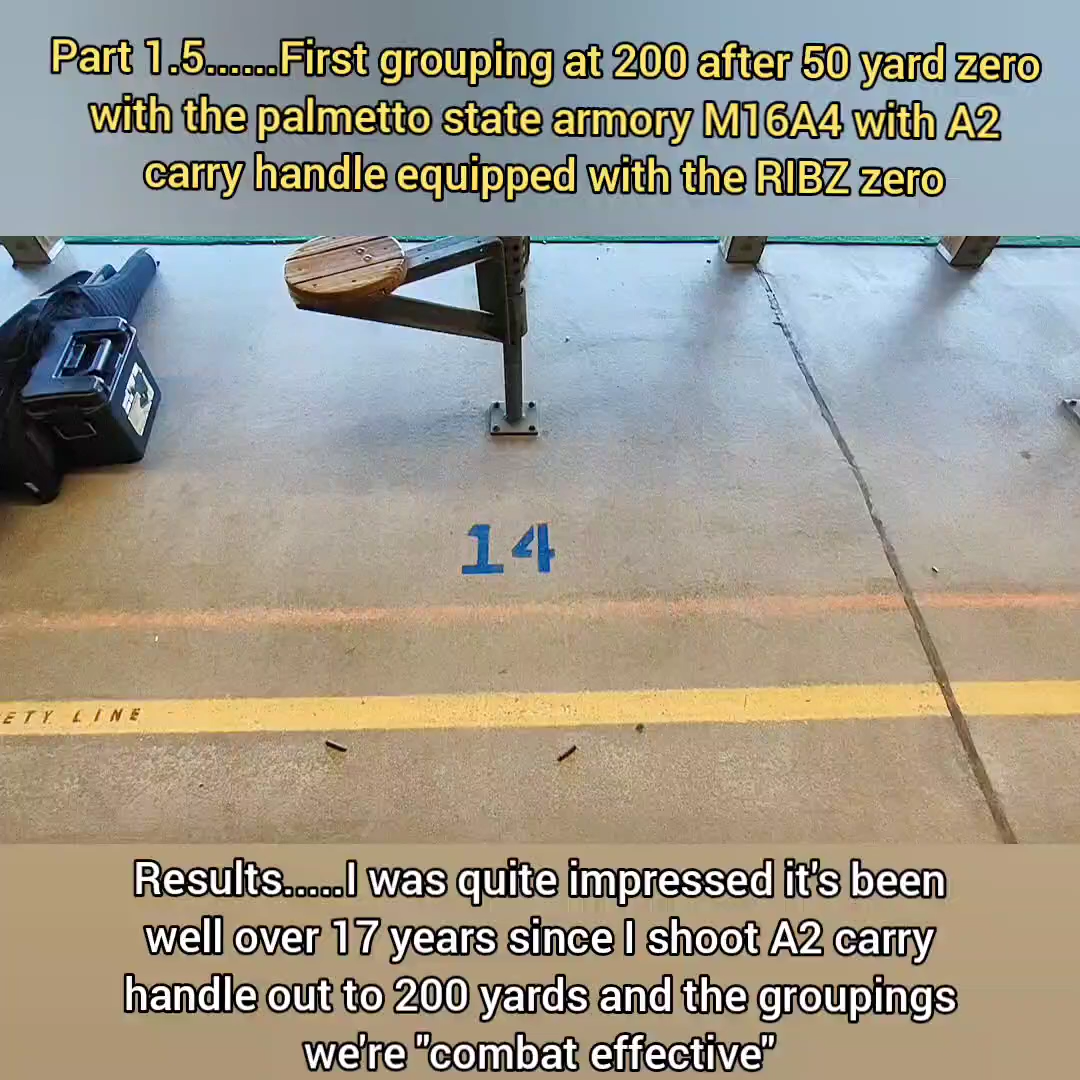 Part 1.5......First grouping at 200 after 50 yard zero
with the palmetto state armory M16A4 with A2
carry handle equipped with the RIBZ zero
14
ETY LINE
Results.....I was quite impressed it's been
well over 17 years since I shoot A2 carry
handle out to 200 yards and the groupings
we're "combat effective"